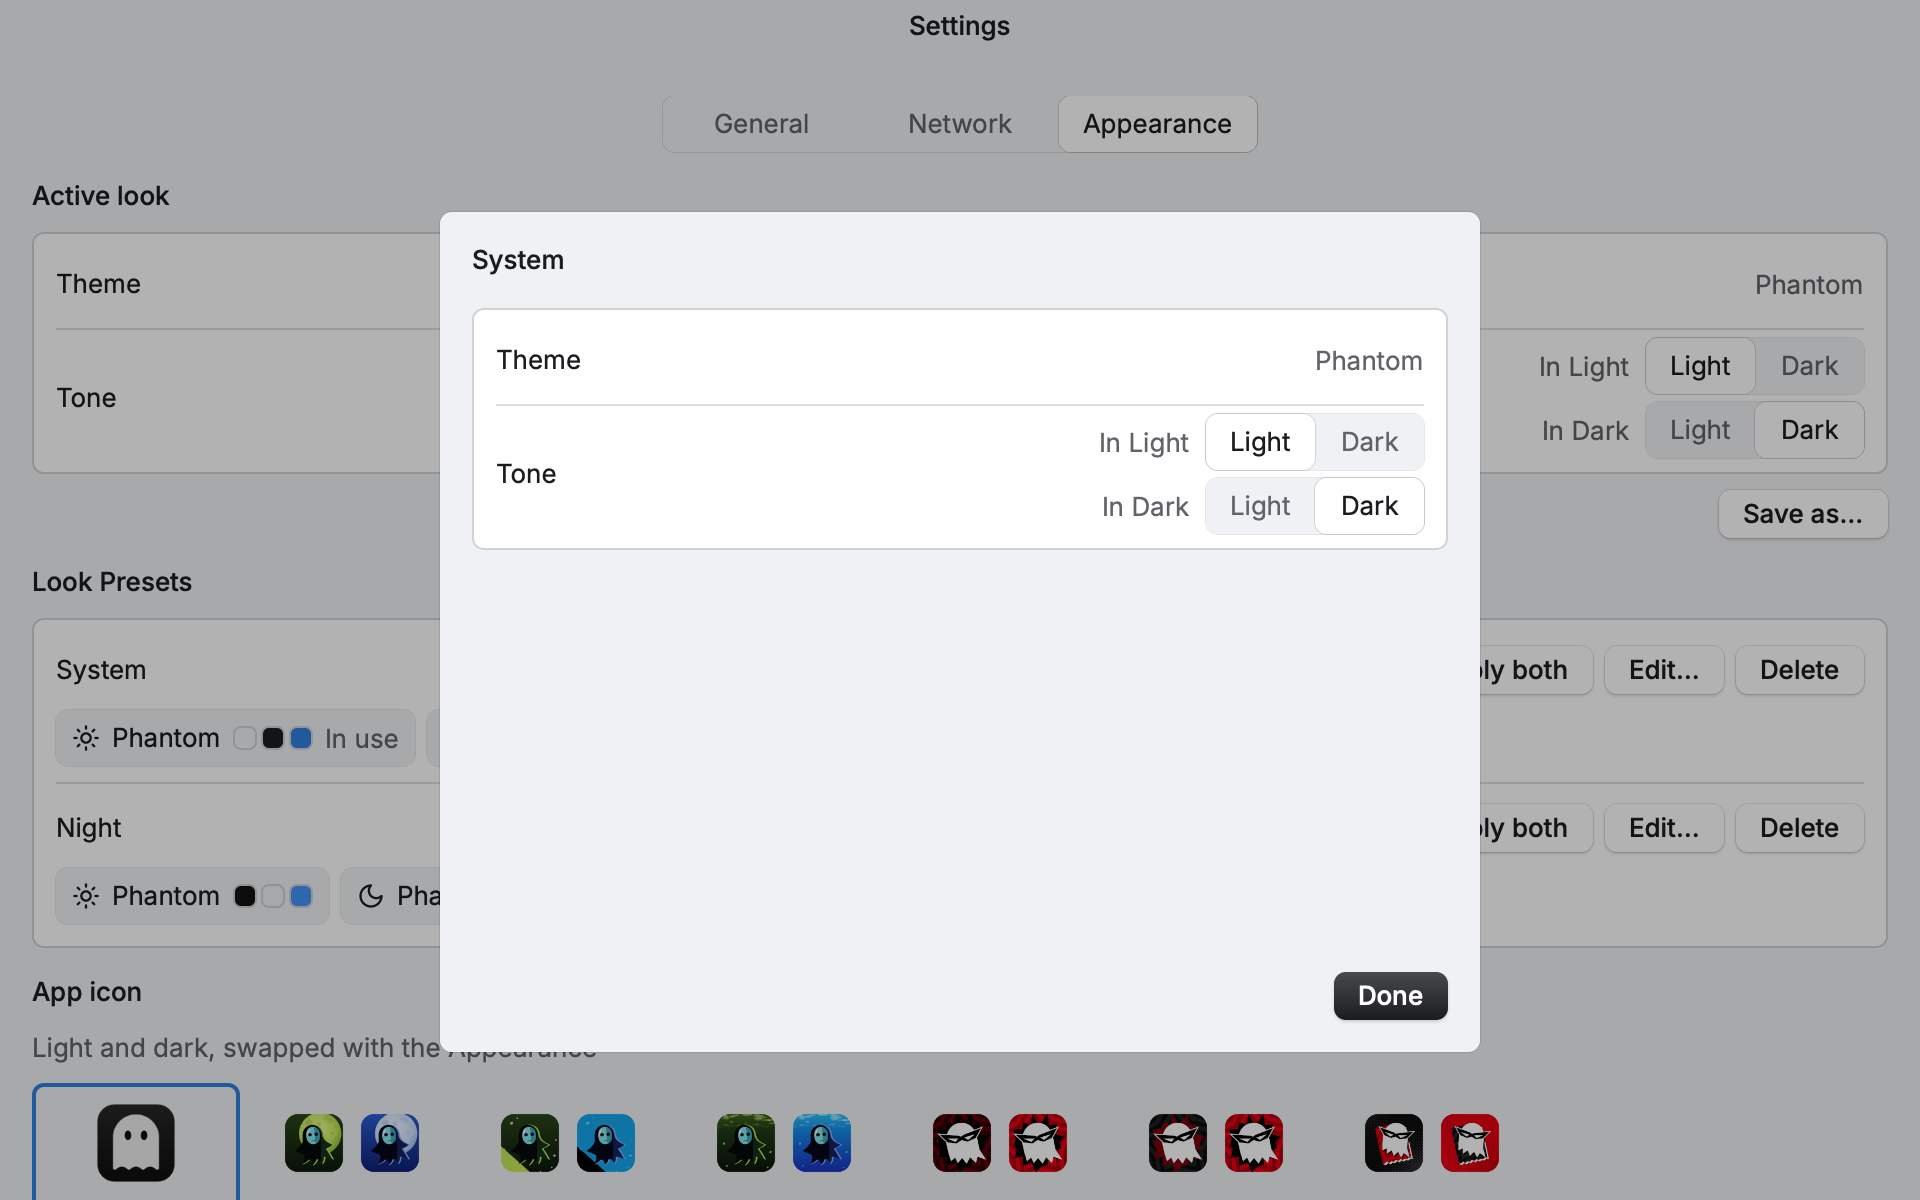 Settings
General Network Appearance
Active look
Theme Phantom
Tone
In Light Light Dark
In Dark Light Dark
Save as...
Look Presets
System
ly both Edit... Delete
Phantom In use
Night
ly both Edit... Delete
Phantom Pha
App icon
Light and dark, swapped with the Appearance
System
Theme Phantom
Tone
In Light Light Dark
In Dark Light Dark
Done